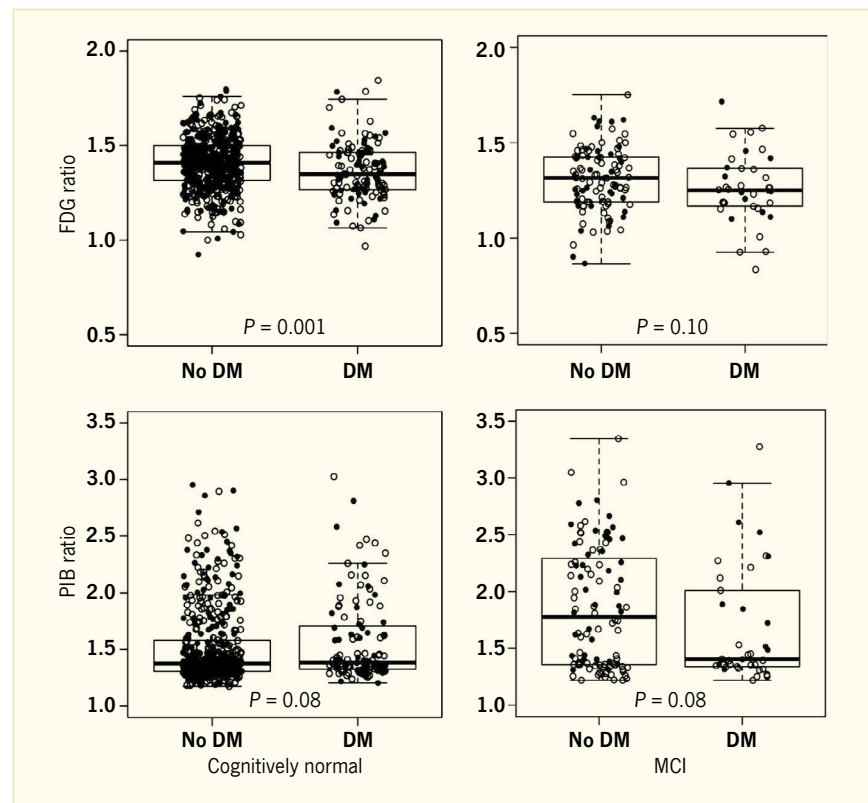 FDG ratio
2.0
1.5
1.0
0.5
P = 0.001
No DM DM
2.0
1.5
1.0
0.5
P = 0.10
No DM DM
PIB ratio
3.5
3.0
2.5
2.0
1.5
1.0
P = 0.08
No DM DM
Cognitively normal
3.5
3.0
2.5
2.0
1.5
1.0
P = 0.08
No DM DM
MCI